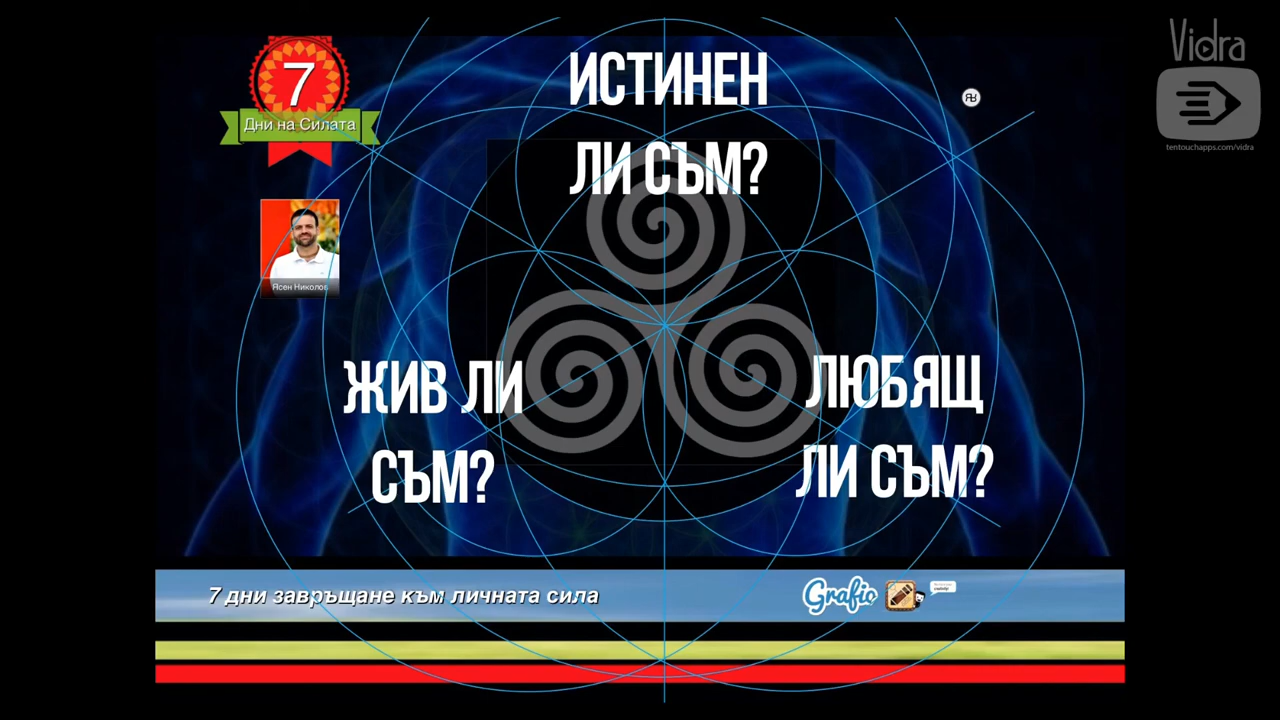 7
Дни на Силата
Ясен Николов
ИСТИНЕН
ЛИ СЪМ?
ЖИВ ЛИ
СЪМ?
ЛЮБЯЩ
ЛИ СЪМ?
7 дни завръщане към личната сила
Grafio
Vidra
tentouchapps.com/vidra